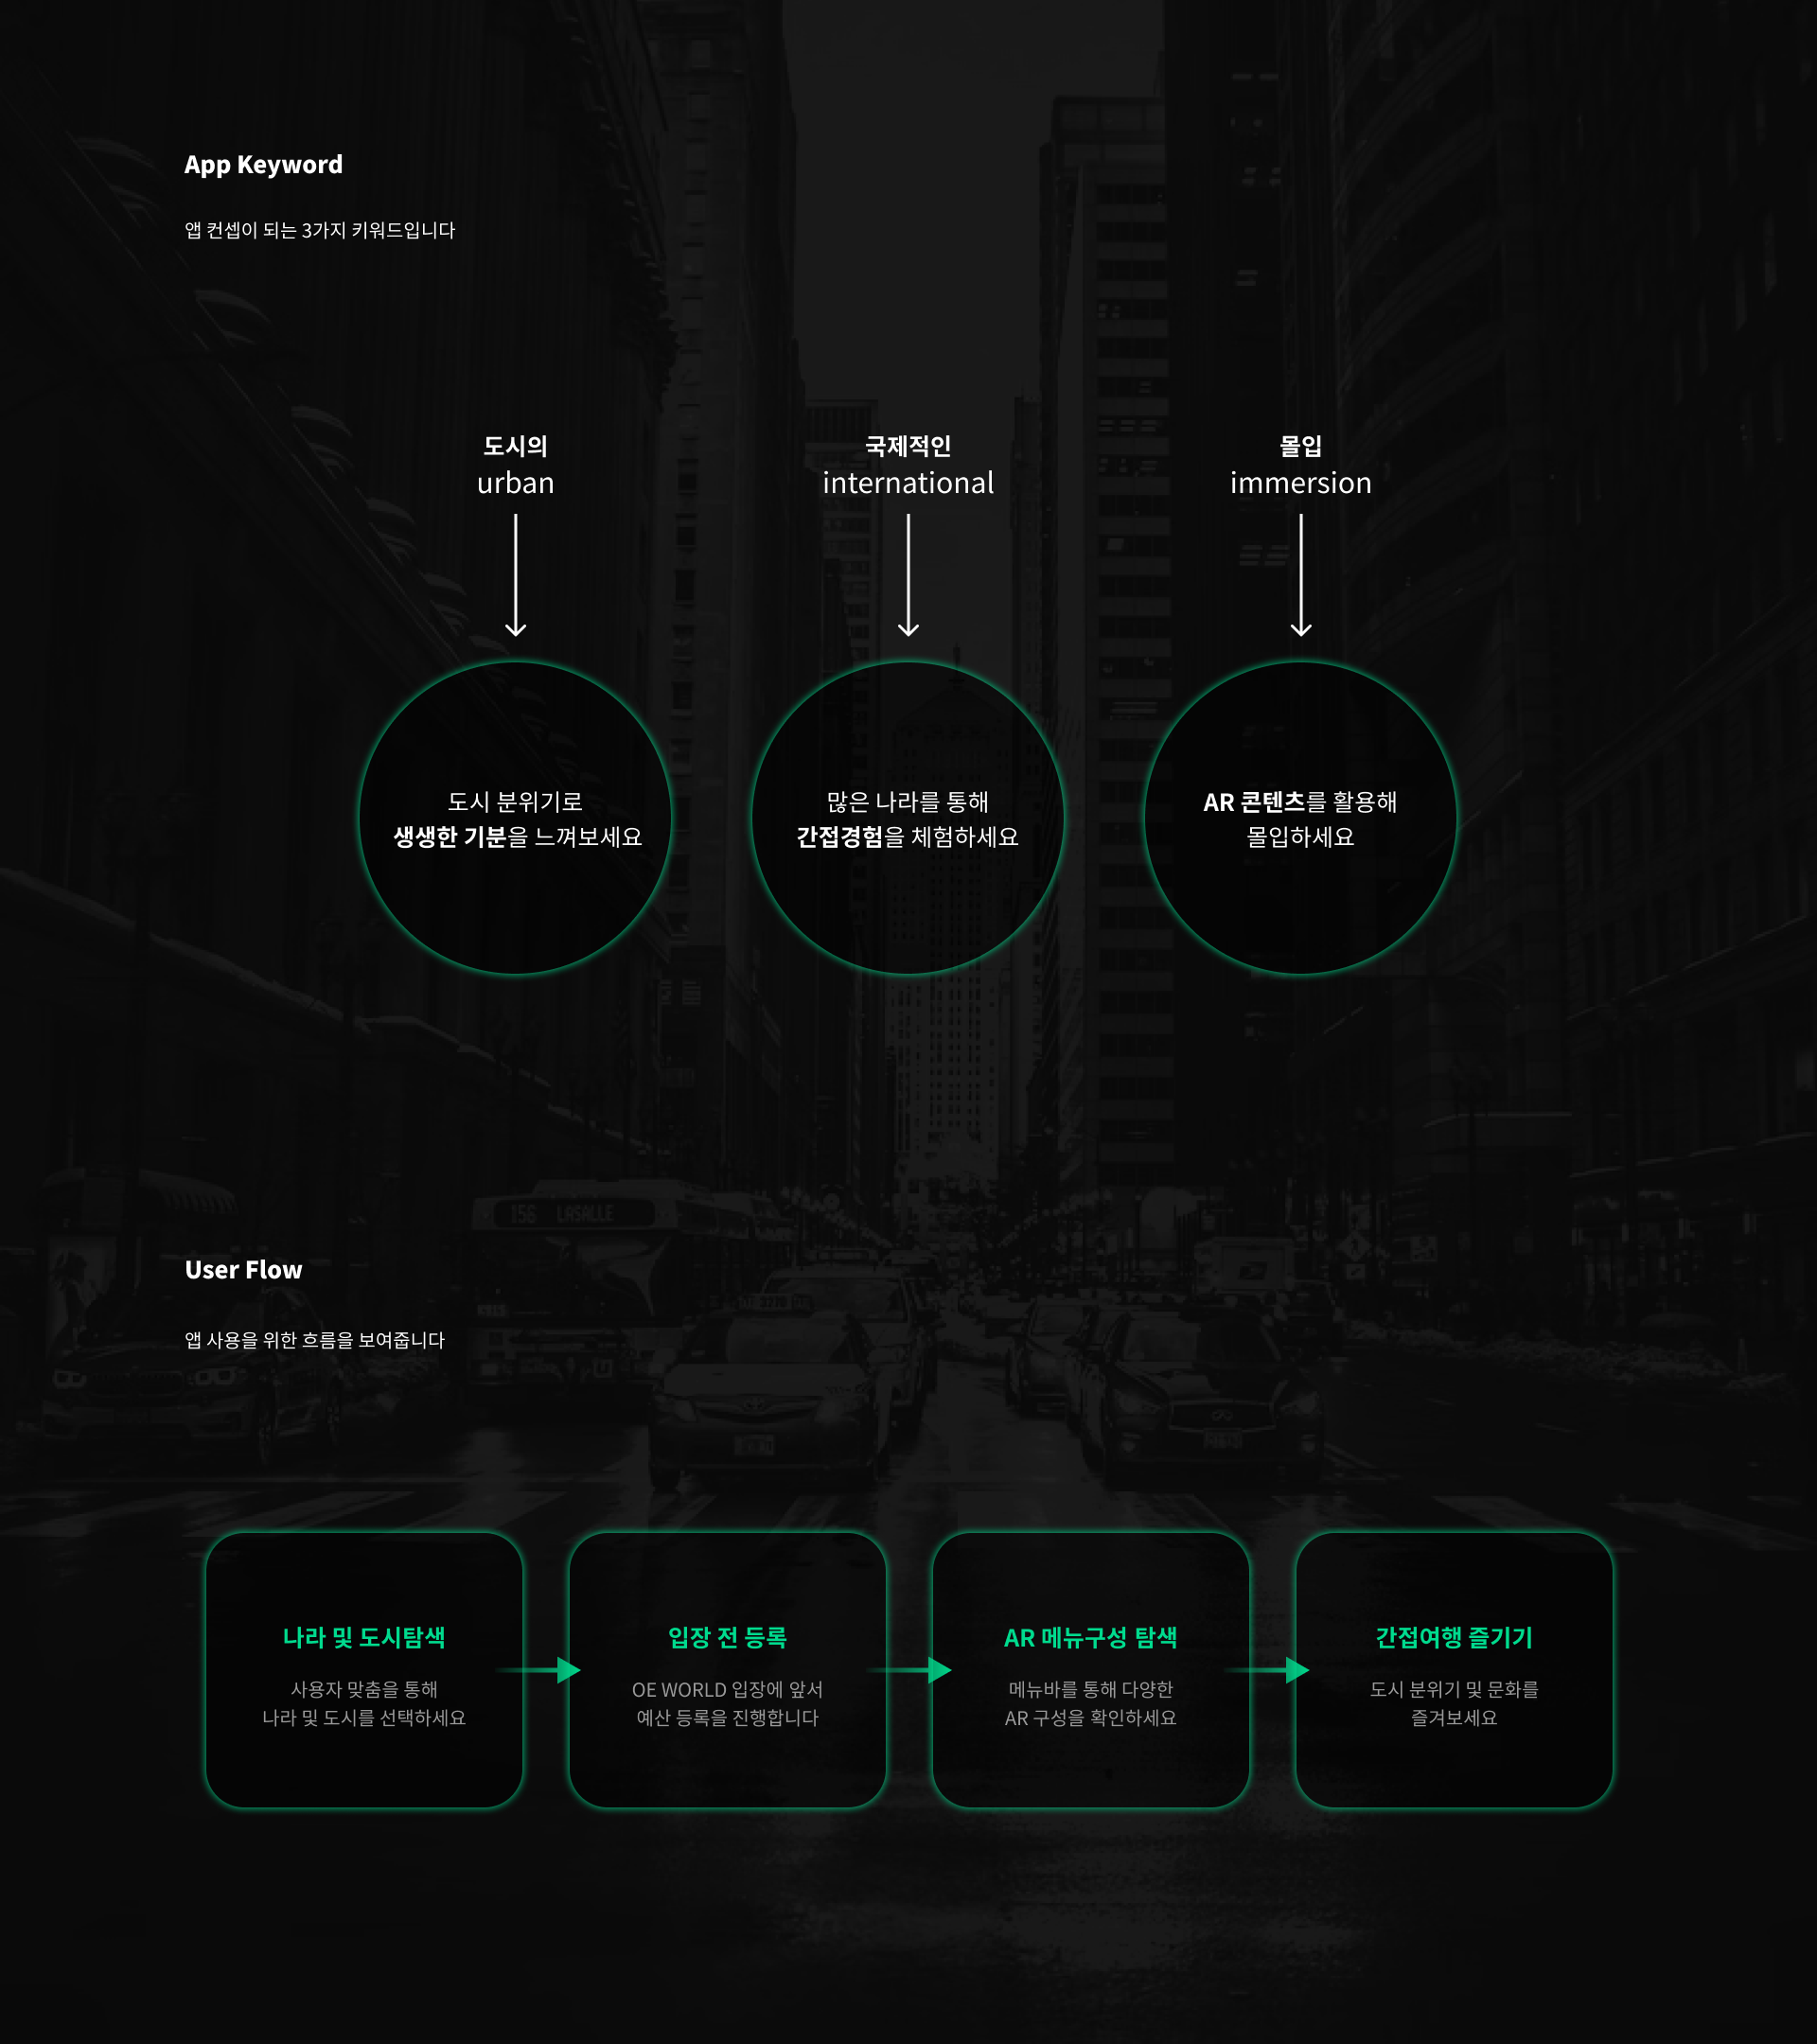 App Keyword
앱 컨셉이 되는 3가지 키워드입니다
도시의
urban
국제적인
international
몰입
immersion
도시 분위기로
생생한 기분을 느껴보세요
많은 나라를 통해
간접경험을 체험하세요
AR 콘텐츠를 활용해
몰입하세요
156 LASALLE
User Flow
앱 사용을 위한 흐름을 보여줍니다
나라 및 도시탐색
사용자 맞춤을 통해
나라 및 도시를 선택하세요
입장 전 등록
OE WORLD 입장에 앞서
예산 등록을 진행합니다
AR 메뉴구성 탐색
메뉴바를 통해 다양한
AR 구성을 확인하세요
간접여행 즐기기
도시 분위기 및 문화를
즐겨보세요